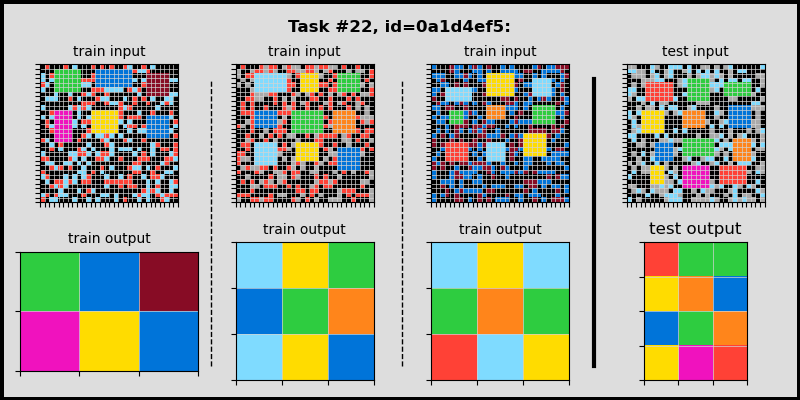 Task #22, id=0a1d4ef5:
train input
train input
train input
test input
train output
train output
train output
test output